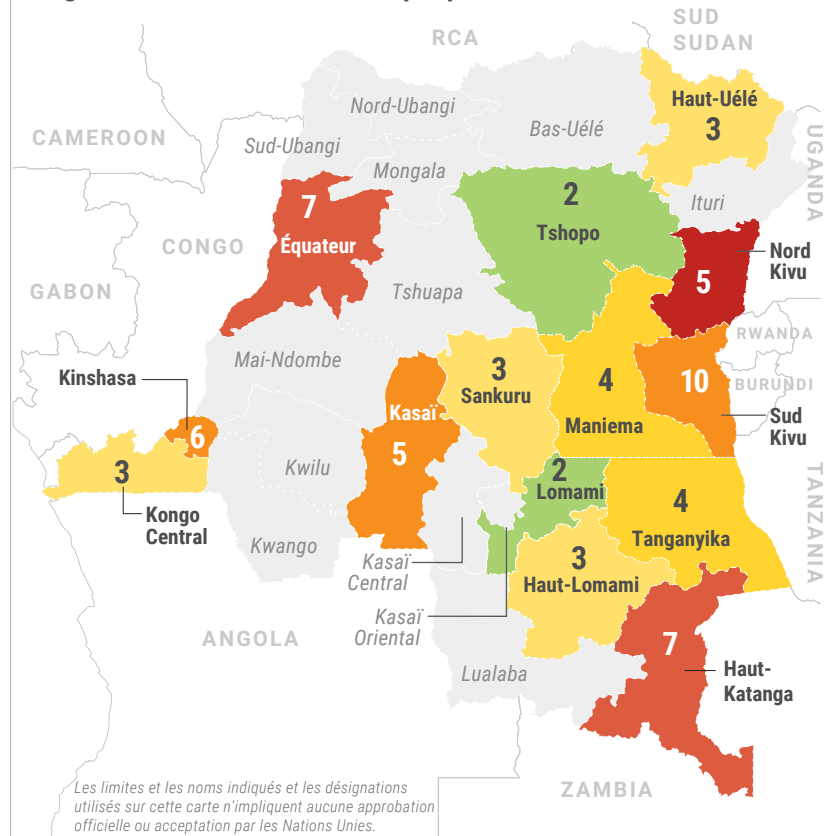 RCA
SUD
SUDAN
CAMEROON
Nord-Ubangi
Sud-Ubangi
Mongala
Bas-Uélé
Haut-Uélé
3
UGANDA
Ituri
7
Équateur
2
Tshopo
CONGO
GABON
Tshuapa
Nord
Kivu
5
RWANDA
BURUNDI
Mai-Ndombe
Kinshasa
6
Kasaï
5
3
Sankuru
4
Maniema
10
Sud
Kivu
3
Kongo
Central
Kwilu
Kwango
2
Lomami
4
Tanganyika
TANZANIA
Kasaï
Central
Kasaï
Oriental
3
Haut-Lomami
ANGOLA
Lualaba
7
Haut-
Katanga
ZAMBIA
Les limites et les noms indiqués et les désignations
utilisés sur cette carte n'impliquent aucune approbation
officielle ou acceptation par les Nations Unies.